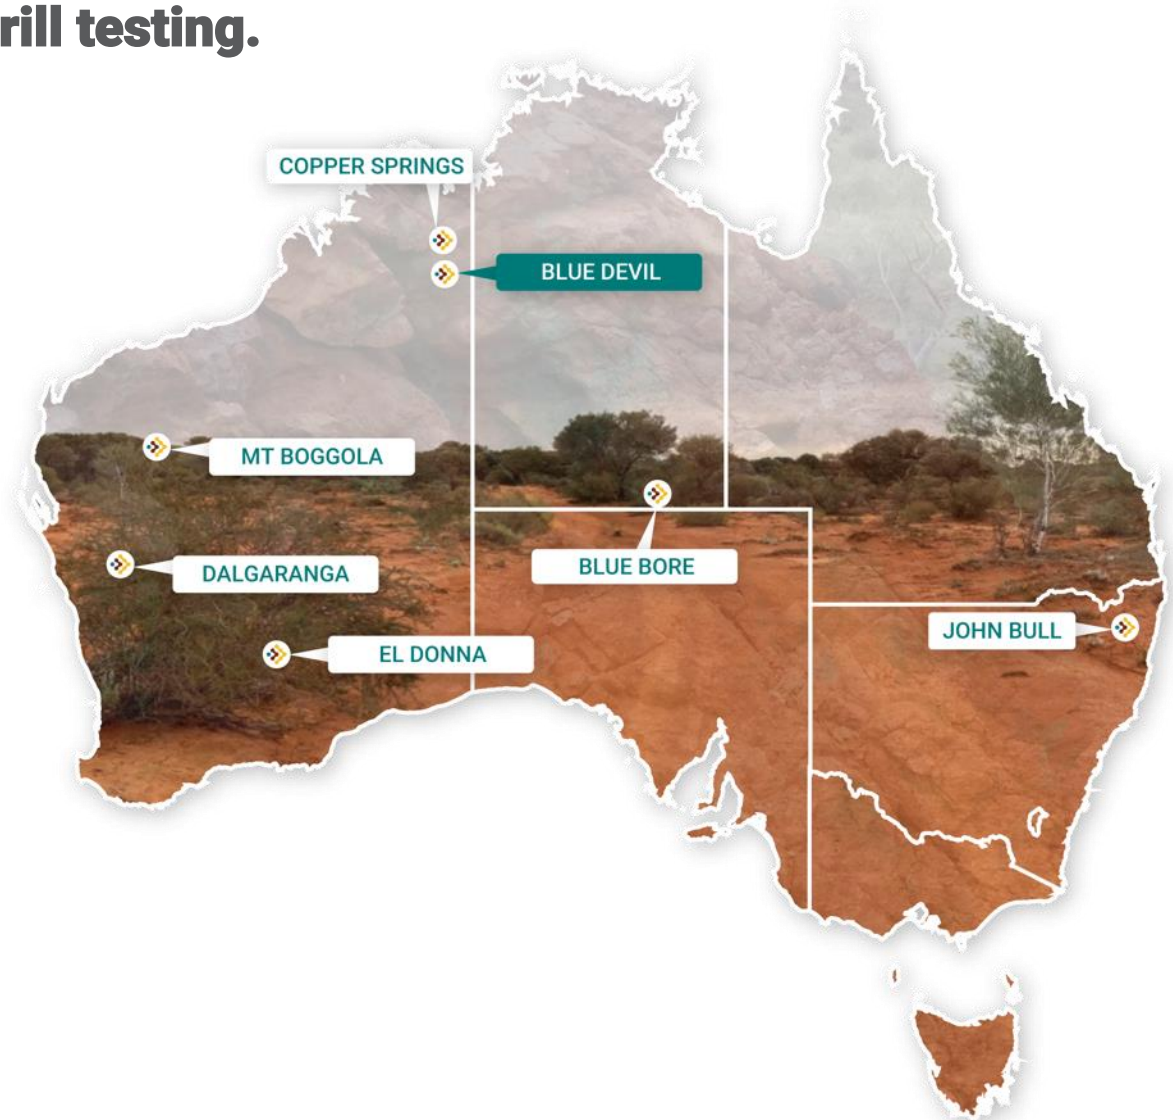 rill testing.
COPPER SPRINGS
BLUE DEVIL
MT BOGGOLA
BLUE BORE
DALGARANGA
JOHN BULL
EL DONNA